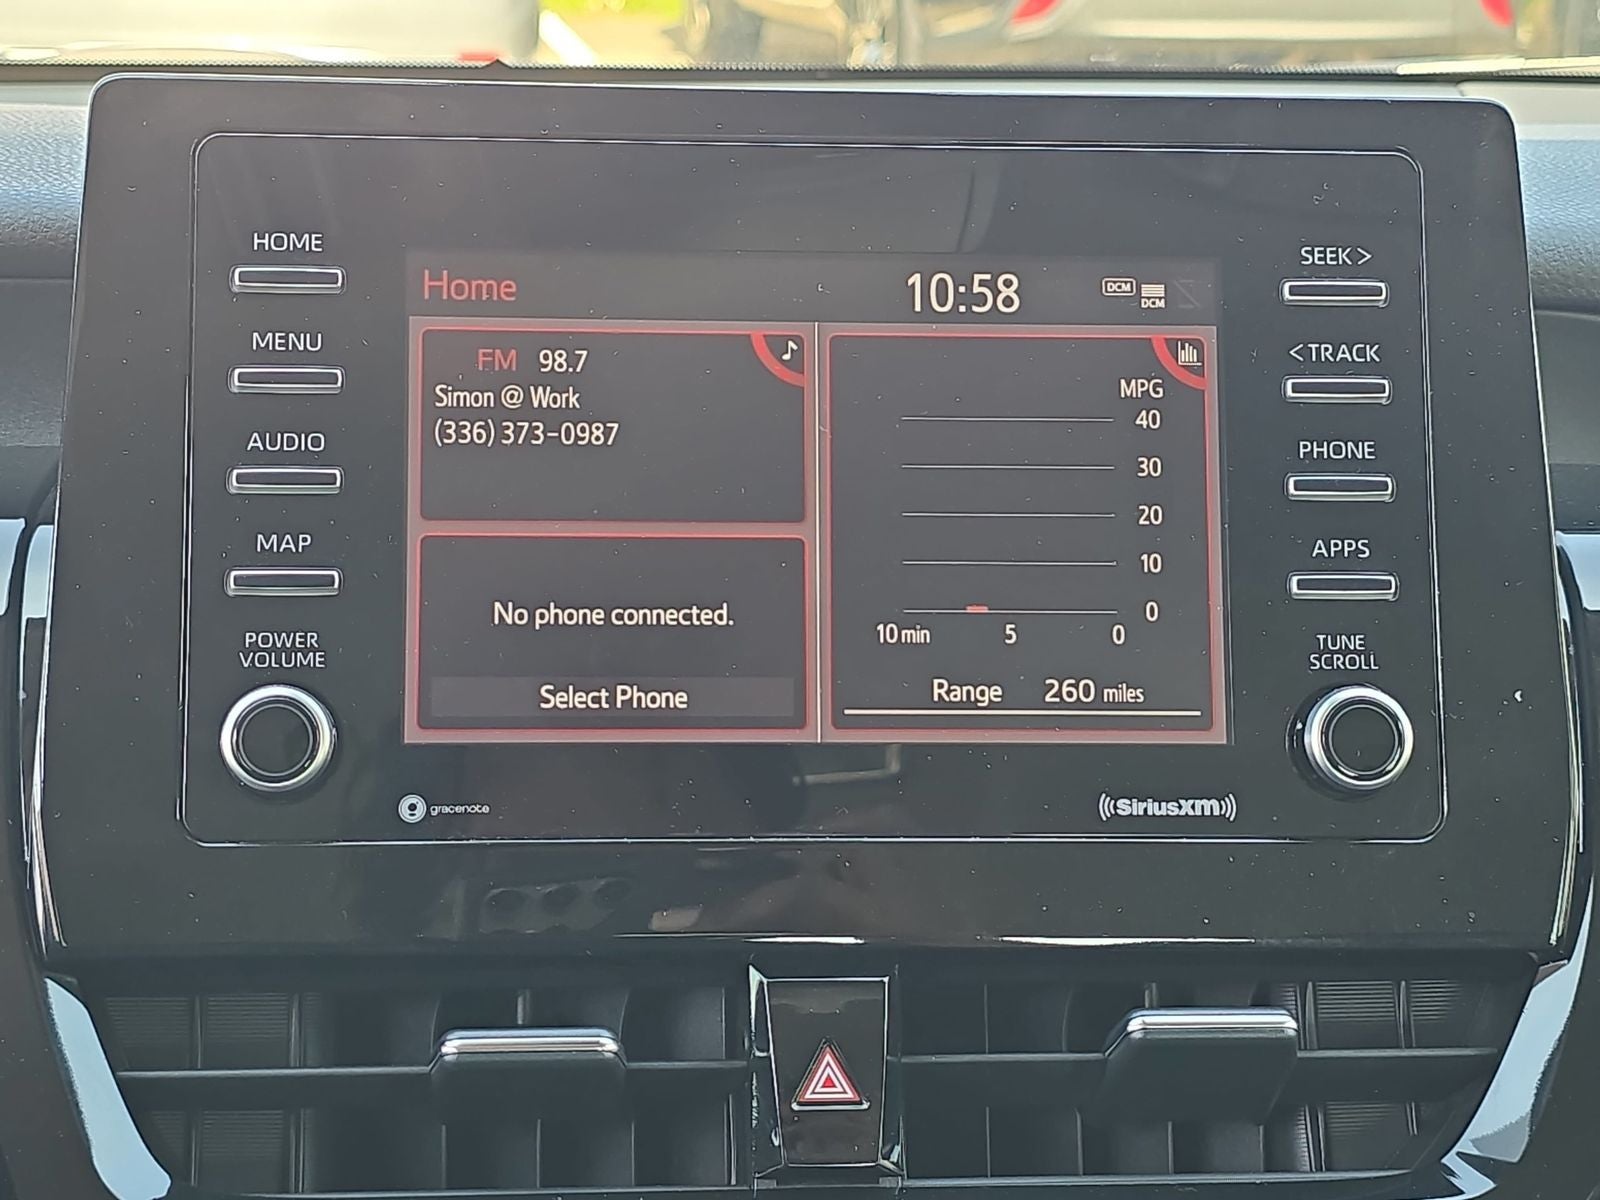 HOME
MENU
AUDIO
MAP
POWER
VOLUME
Home 10:58 DCM DCM
FM 98.7
Simon @ Work
(336) 373-0987
No phone connected.
Select Phone
MPG
40
30
20
10
0
10 min 5 0
Range 260 miles
SEEK >
< TRACK
PHONE
APPS
TUNE
SCROLL
gracenote
((SiriusXM))